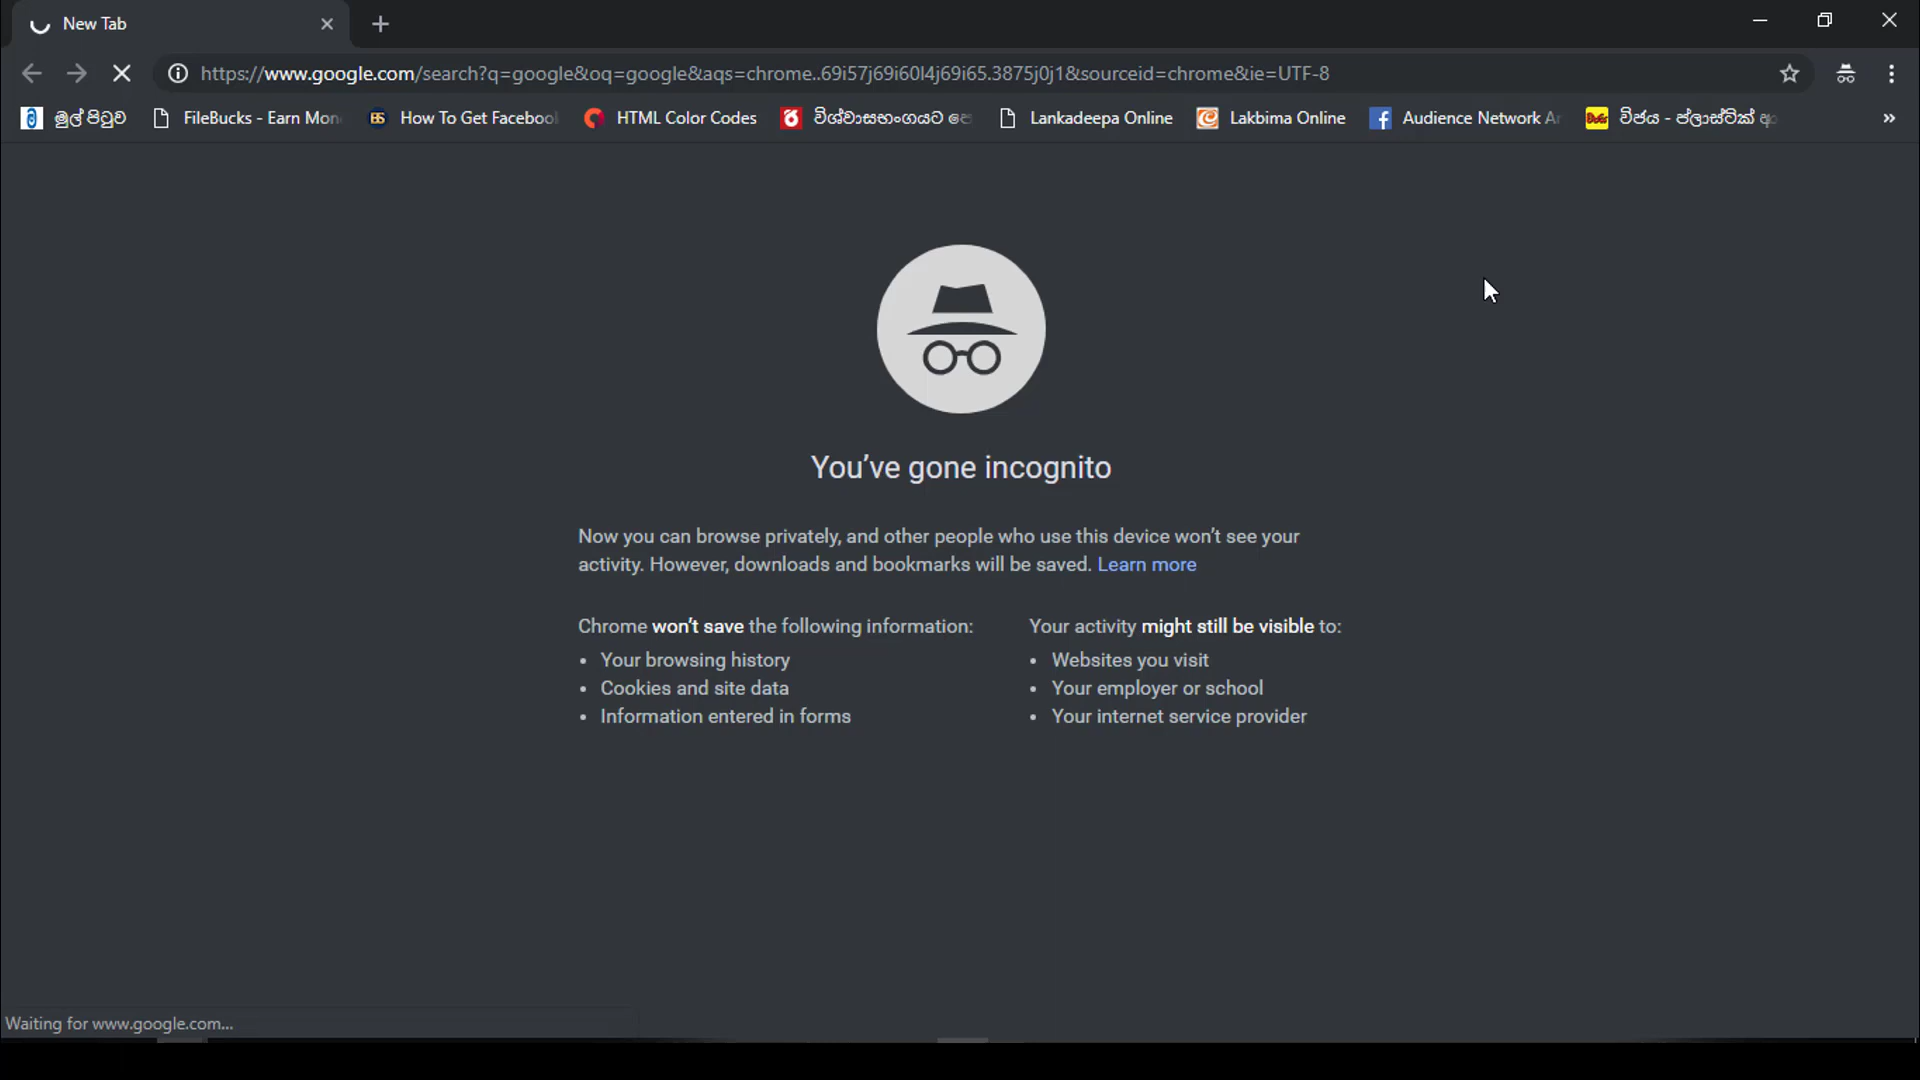 New Tab
https://www.google.com/search?q=google&oq=google&aqs=chrome..69i57j69i60l4j69i65.3875j0j1&sourceid=chrome&ie=UTF-8
මුල් පිටුව FileBucks - Earn Mon How To Get Faceboo HTML Color Codes විශ්වාසභංගයට Lankadeepa Online Lakbima Online Audience Network A විජය - ප්ලාස්ටික් »
You've gone incognito
Now you can browse privately, and other people who use this device won't see your
activity. However, downloads and bookmarks will be saved. Learn more
Chrome won't save the following information:
• Your browsing history
• Cookies and site data
• Information entered in forms
Your activity might still be visible to:
• Websites you visit
• Your employer or school
• Your internet service provider
Waiting for www.google.com...